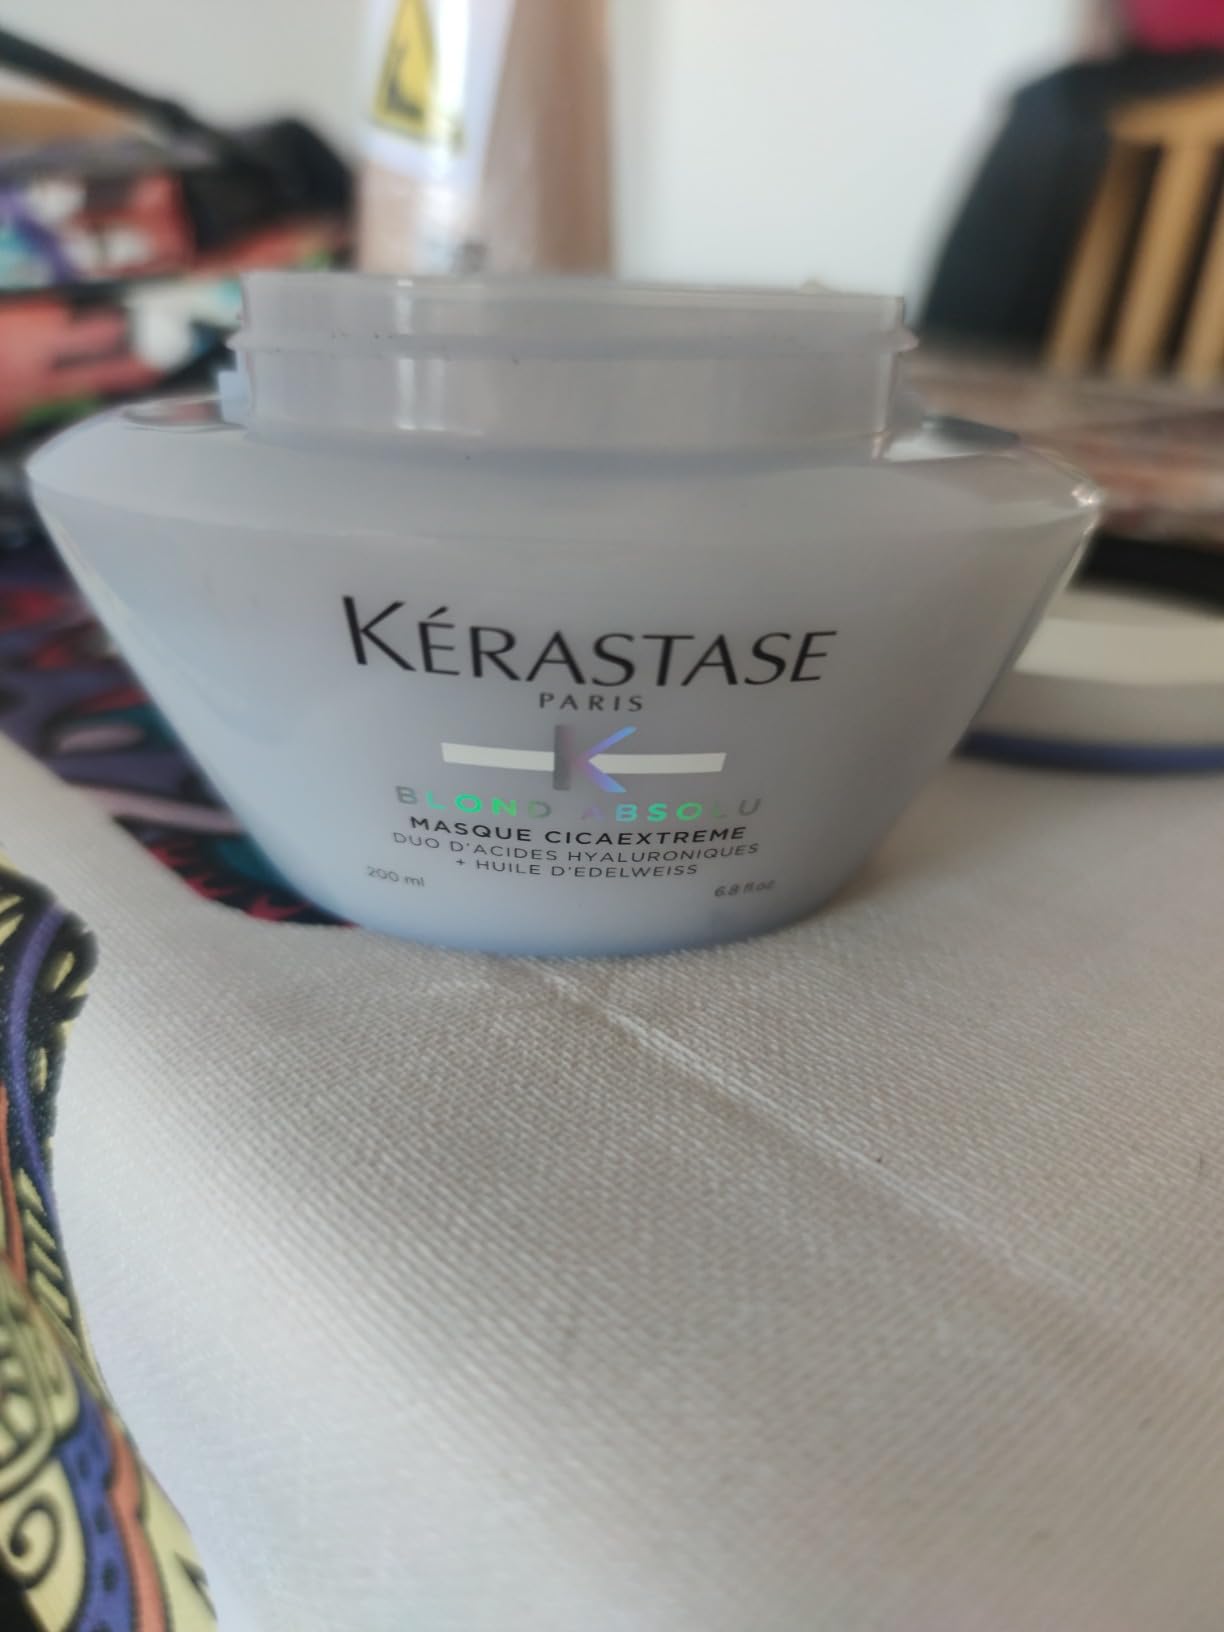 KÉRASTASE
PARIS
K
BLOND ABSOLU
MASQUE CICAEXTREME
DUO D'ACIDES HYALURONIQUES
+ HUILE D'EDELWEISS
200 ml
6.8 fl.oz